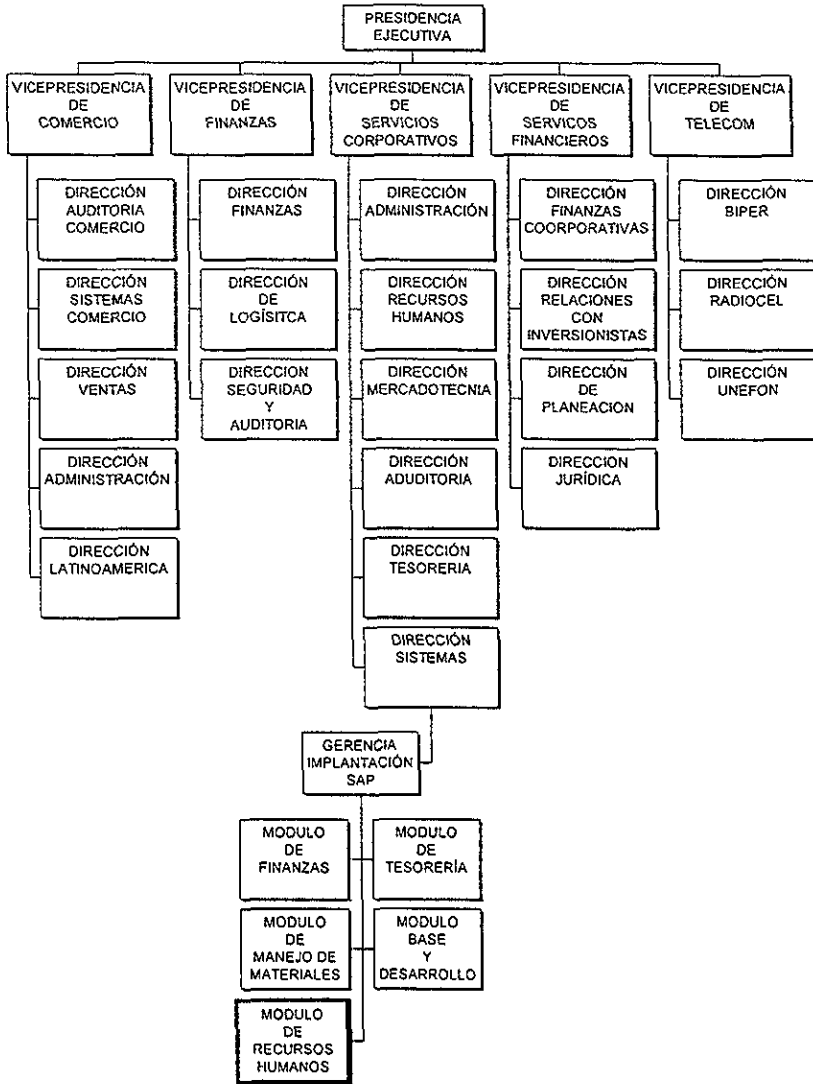 PRESIDENCIA
EJECUTIVA
VICEPRESIDENCIA
DE
COMERCIO
VICEPRESIDENCIA
DE
FINANZAS
VICEPRESIDENCIA
DE
SERVICIOS
CORPORATIVOS
VICEPRESIDENCIA
DE
SERVICOS
FINANCIEROS
VICEPRESIDENCIA
DE
TELECOM
DIRECCIÓN
AUDITORIA
COMERCIO
DIRECCIÓN
SISTEMAS
COMERCIO
DIRECCIÓN
VENTAS
DIRECCIÓN
ADMINISTRACIÓN
DIRECCIÓN
LATINOAMERICA
DIRECCIÓN
FINANZAS
DIRECCIÓN
DE
LOGÍSITCA
DIRECCION
SEGURIDAD
Y
AUDITORIA
DIRECCIÓN
ADMINISTRACIÓN
DIRECCIÓN
RECURSOS
HUMANOS
DIRECCIÓN
MERCADOTECNIA
DIRECCIÓN
ADUDITORIA
DIRECCIÓN
TESORERIA
DIRECCIÓN
SISTEMAS
DIRECCIÓN
FINANZAS
COORPORATIVAS
DIRECCIÓN
RELACIONES
CON
INVERSIONISTAS
DIRECCIÓN
DE
PLANEACION
DIRECCION
JURÍDICA
DIRECCIÓN
BIPER
DIRECCIÓN
RADIOCEL
DIRECCIÓN
UNEFON
GERENCIA
IMPLANTACIÓN
SAP
MODULO
DE
FINANZAS
MODULO
DE
TESORERÍA
MODULO
DE
MANEJO DE
MATERIALES
MODULO
BASE
Y
DESARROLLO
MODULO
DE
RECURSOS
HUMANOS